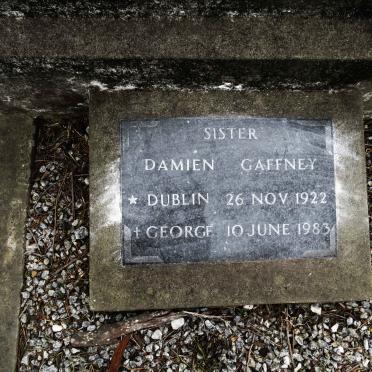 SISTER
DAMIEN GAFFNEY
★ DUBLIN 26 NOV 1922
† GEORGE 10 JUNE 1983